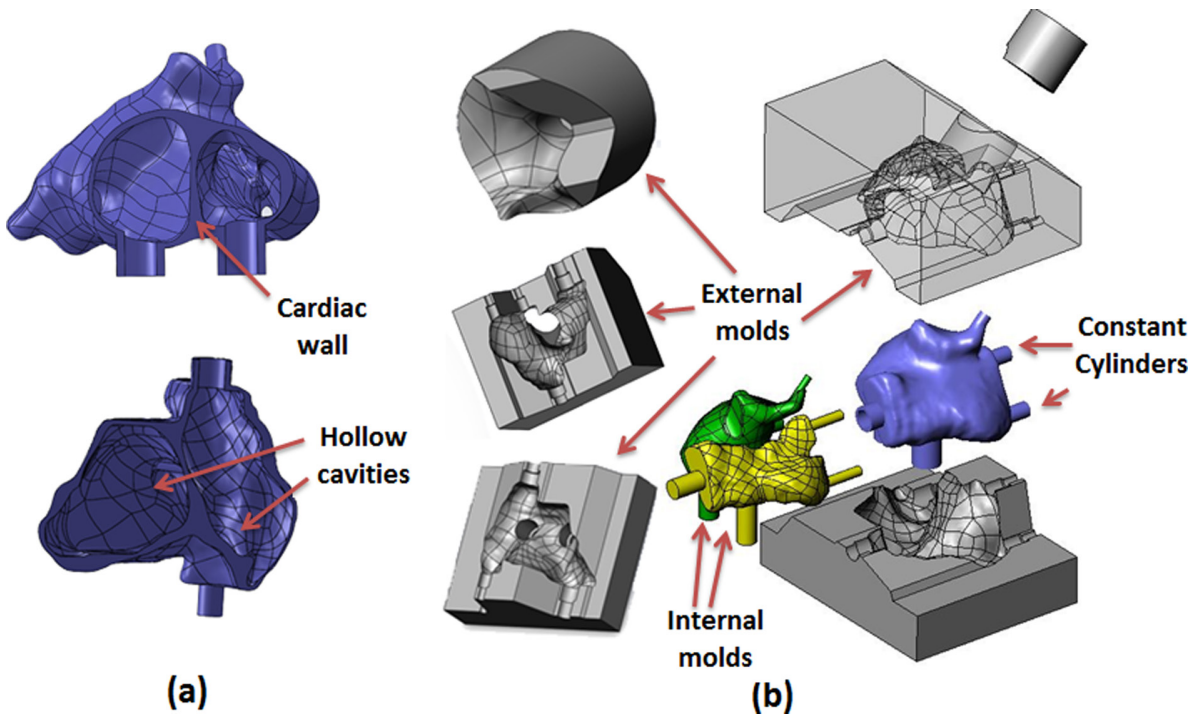 Cardiac
wall
Hollow
cavities
(a)
External
molds
Constant
Cylinders
Internal
molds
(b)